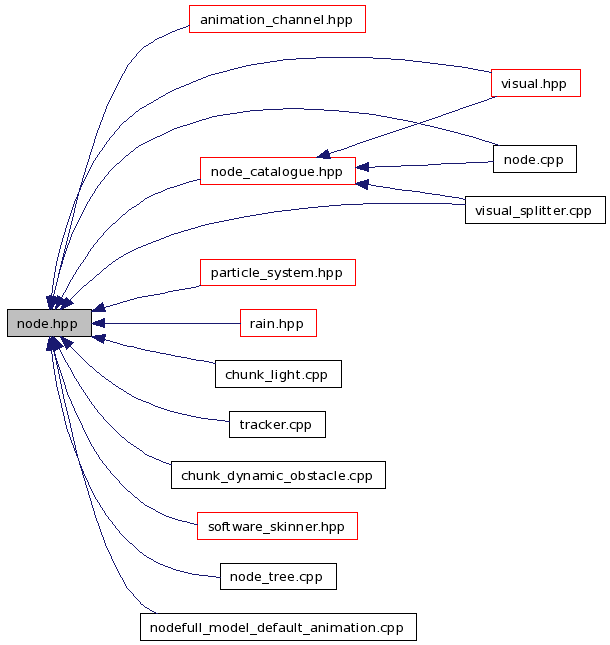 animation_channel.hpp
visual.hpp
node.cpp
node_catalogue.hpp
visual_splitter.cpp
particle_system.hpp
node.hpp
rain.hpp
chunk_light.cpp
tracker.cpp
chunk_dynamic_obstacle.cpp
software_skinner.hpp
node_tree.cpp
nodefull_model_default_animation.cpp